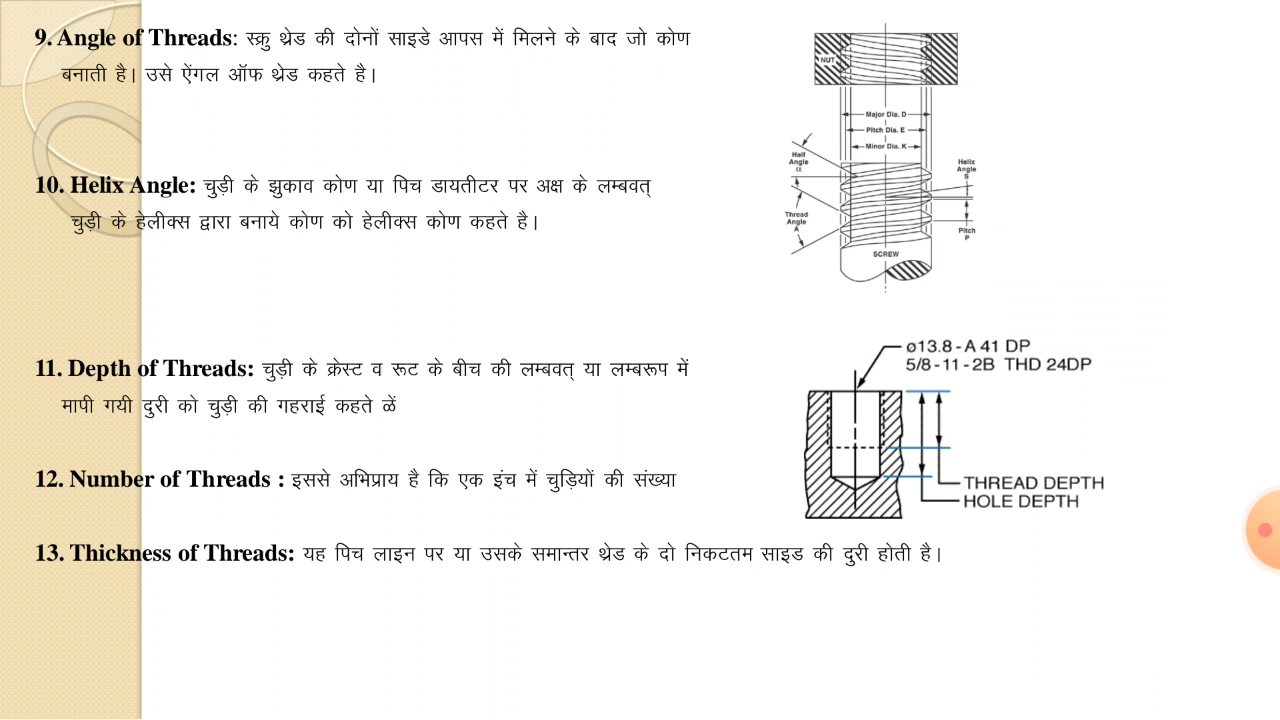 9. Angle of Threads: स्क्रु थ्रेड की दोनों साइडे आपस में मिलने के बाद जो कोण
बनाती है। उसे ऐंगल ऑफ थ्रेड कहते है।
10. Helix Angle: चुड़ी के झुकाव कोण या पिच डायतीटर पर अक्ष के लम्बवत्
चुड़ी के हेलीक्स द्वारा बनाये कोण को हेलीक्स कोण कहते है।
11. Depth of Threads: चुड़ी के क्रेस्ट व रूट के बीच की लम्बवत् या लम्बरूप में
मापी गयी दुरी को चुड़ी की गहराई कहते ळें
12. Number of Threads : इससे अभिप्राय है कि एक इंच में चुड़ियों की संख्या
13. Thickness of Threads: यह पिच लाइन पर या उसके समान्तर थ्रेड के दो निकटतम साइड की दुरी होती है।
NUT
Major Dia. D
Pitch Dia. E
Minor Dia. K
Half
Angle
α
Helix
Angle
S
Thread
Angle
A
Pitch
P
SCREW
ø13.8 - A 41 DP
5/8 - 11 - 2B THD 24DP
THREAD DEPTH
HOLE DEPTH